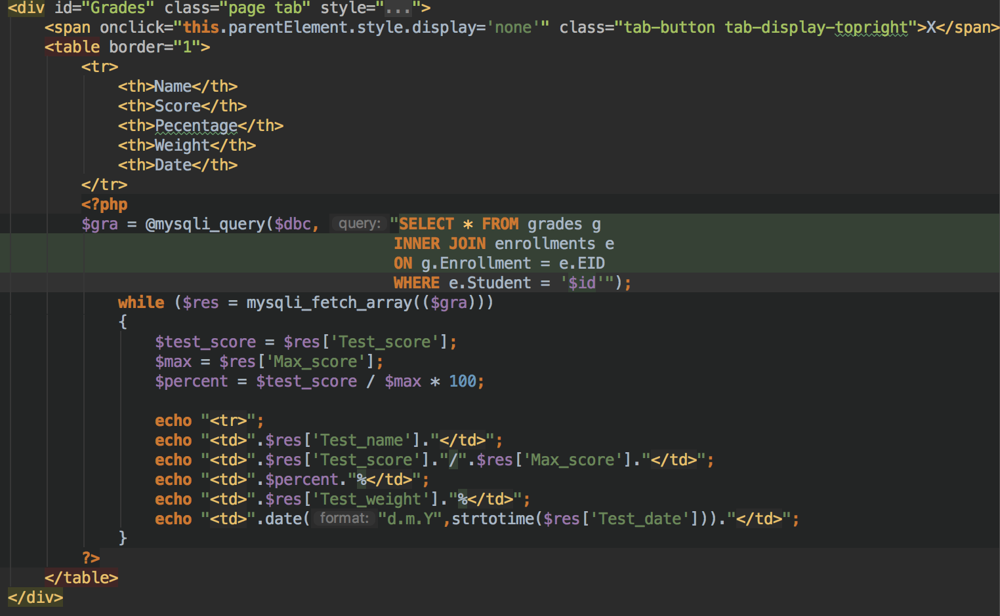 <div id="Grades" class="page tab" style="...">
<span onclick="this.parentElement.style.display='none'" class="tab-button tab-display-topright">X</span>
<table border="1">
<tr>
<th>Name</th>
<th>Score</th>
<th>Pecentage</th>
<th>Weight</th>
<th>Date</th>
</tr>
<?php
$gra = @mysqli_query($dbc, query: "SELECT * FROM grades g
INNER JOIN enrollments e
ON g.Enrollment = e.EID
WHERE e.Student = '$id'");
while ($res = mysqli_fetch_array(($gra)))
{
$test_score = $res['Test_score'];
$max = $res['Max_score'];
$percent = $test_score / $max * 100;
echo "<tr>";
echo "<td>".$res['Test_name']."</td>";
echo "<td>".$res['Test_score']."/".$res['Max_score']."</td>";
echo "<td>".$percent."%</td>";
echo "<td>".$res['Test_weight']."%</td>";
echo "<td>".date( format: "d.m.Y",strtotime($res['Test_date']))."</td>";
}
?>
</table>
</div>